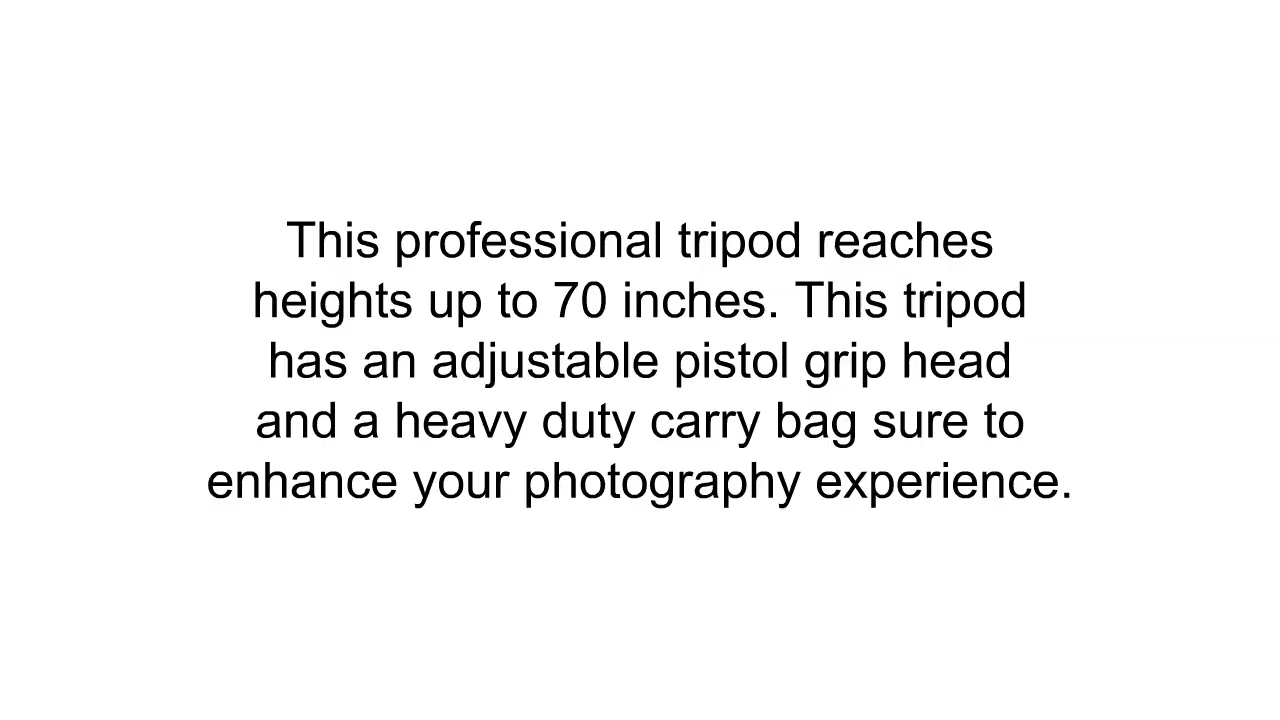 This professional tripod reaches
heights up to 70 inches. This tripod
has an adjustable pistol grip head
and a heavy duty carry bag sure to
enhance your photography experience.